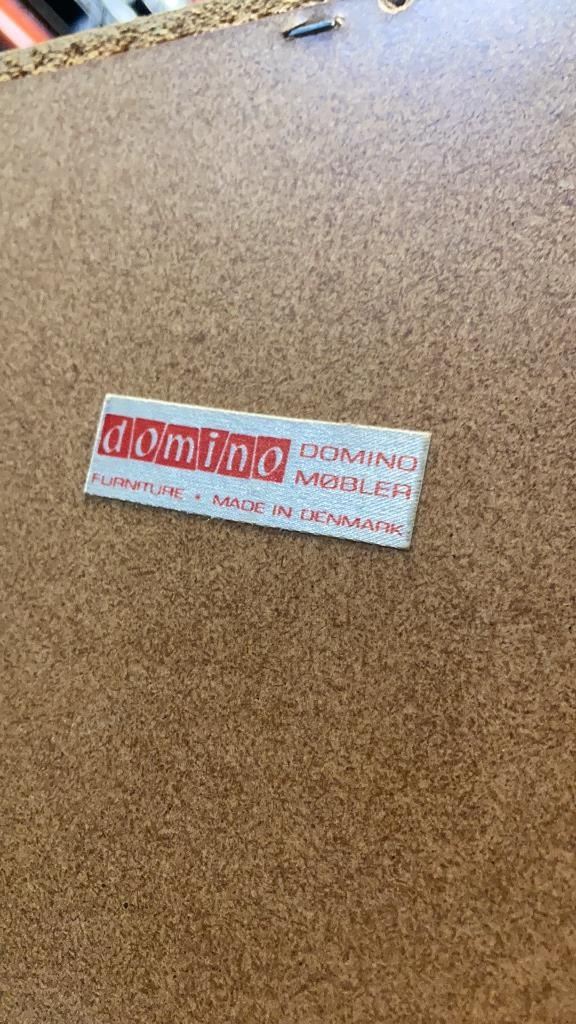 domino
DOMINO
MØBLER
FURNITURE • MADE IN DENMARK